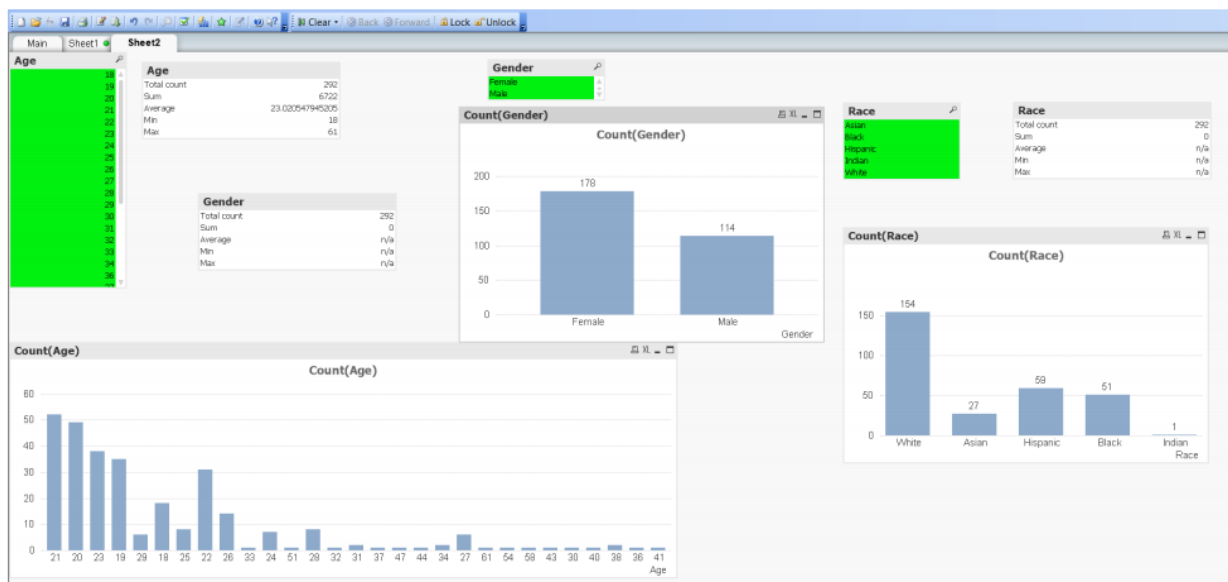 Clear Back Forward Lock Unlock
Main Sheet1 Sheet2
Age
18
19
20
21
22
23
24
25
26
27
28
29
30
31
32
33
34
36
Age
Total count 292
Sum 6722
Average 23.020547945205
Min 18
Max 61
Gender
Total count 292
Sum 0
Average n/a
Min n/a
Max n/a
Gender
Female
Male
Count(Gender) XL
Count(Gender)
200
150
100
50
0
178
114
Female Male
Gender
Race
Asian
Black
Hispanic
Indian
White
Race
Total count 292
Sum 0
Average n/a
Min n/a
Max n/a
Count(Race) XL
Count(Race)
150
100
50
0
154
27
59
51
1
White Asian Hispanic Black Indian
Race
Count(Age) XL
Count(Age)
60
50
40
30
20
10
0
21 20 23 19 29 18 25 22 26 33 24 51 28 32 31 37 47 44 34 27 61 54 58 43 30 40 38 36 41
Age